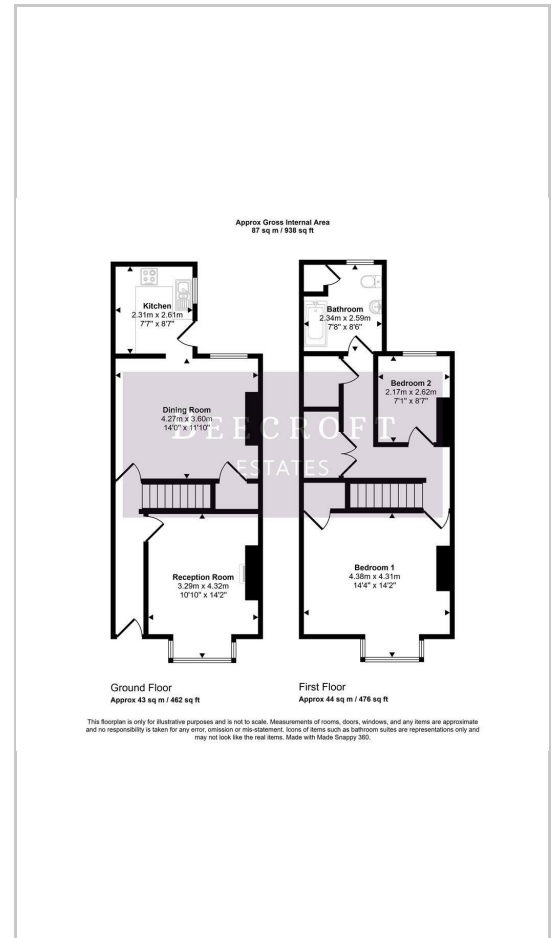 Approx Gross Internal Area
87 sq m / 938 sq ft
Kitchen
2.31m x 2.61m
7'7" x 8'7"
Dining Room
4.27m x 3.60m
14'0" x 11'10"
Reception Room
3.29m x 4.32m
10'10" x 14'2"
Ground Floor
Approx 43 sq m / 462 sq ft
Bathroom
2.34m x 2.59m
7'8" x 8'6"
Bedroom 2
2.17m x 2.62m
7'1" x 8'7"
Bedroom 1
4.38m x 4.31m
14'4" x 14'2"
First Floor
Approx 44 sq m / 476 sq ft
BEECROFT
ESTATES
This floorplan is only for illustrative purposes and is not to scale. Measurements of rooms, doors, windows, and any items are approximate
and no responsibility is taken for any error, omission or mis-statement. Icons of items such as bathroom suites are representations only and
may not look like the real items. Made with Made Snappy 360.